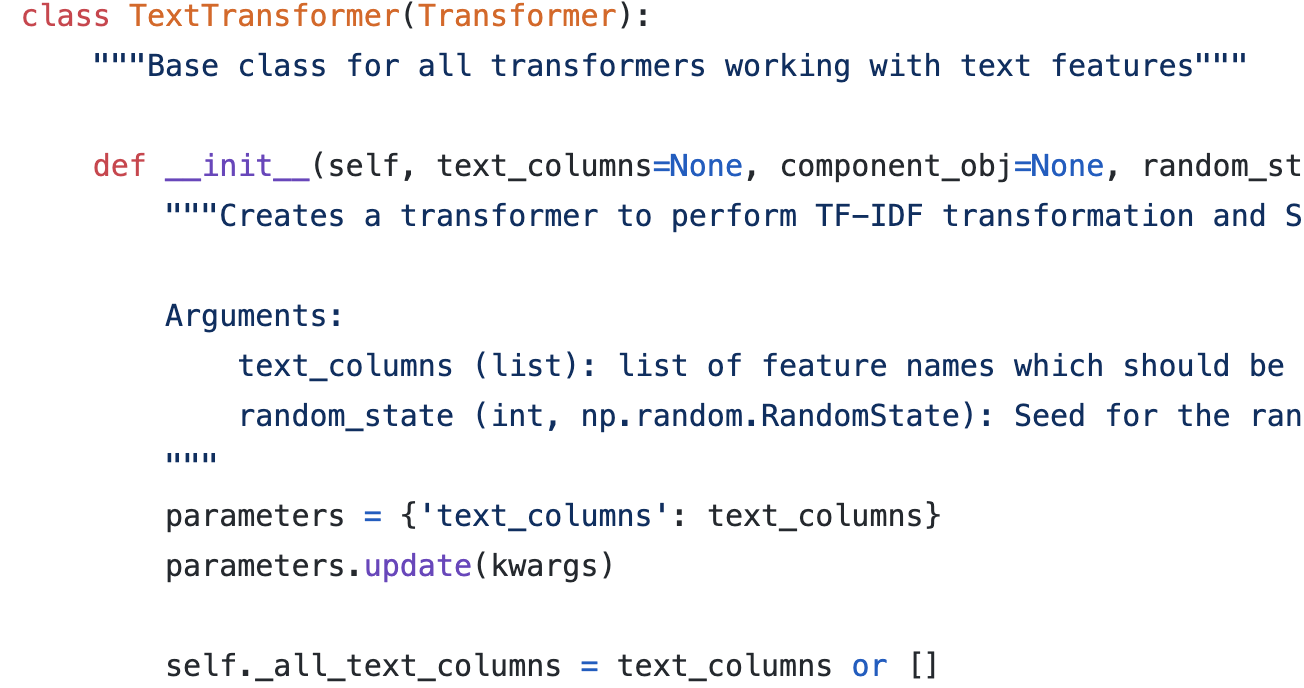 class TextTransformer(Transformer):
"""Base class for all transformers working with text features"""
def __init__(self, text_columns=None, component_obj=None, random_st
"""Creates a transformer to perform TF-IDF transformation and S
Arguments:
text_columns (list): list of feature names which should be
random_state (int, np.random.RandomState): Seed for the ran
"""
parameters = {'text_columns': text_columns}
parameters.update(kwargs)
self._all_text_columns = text_columns or []